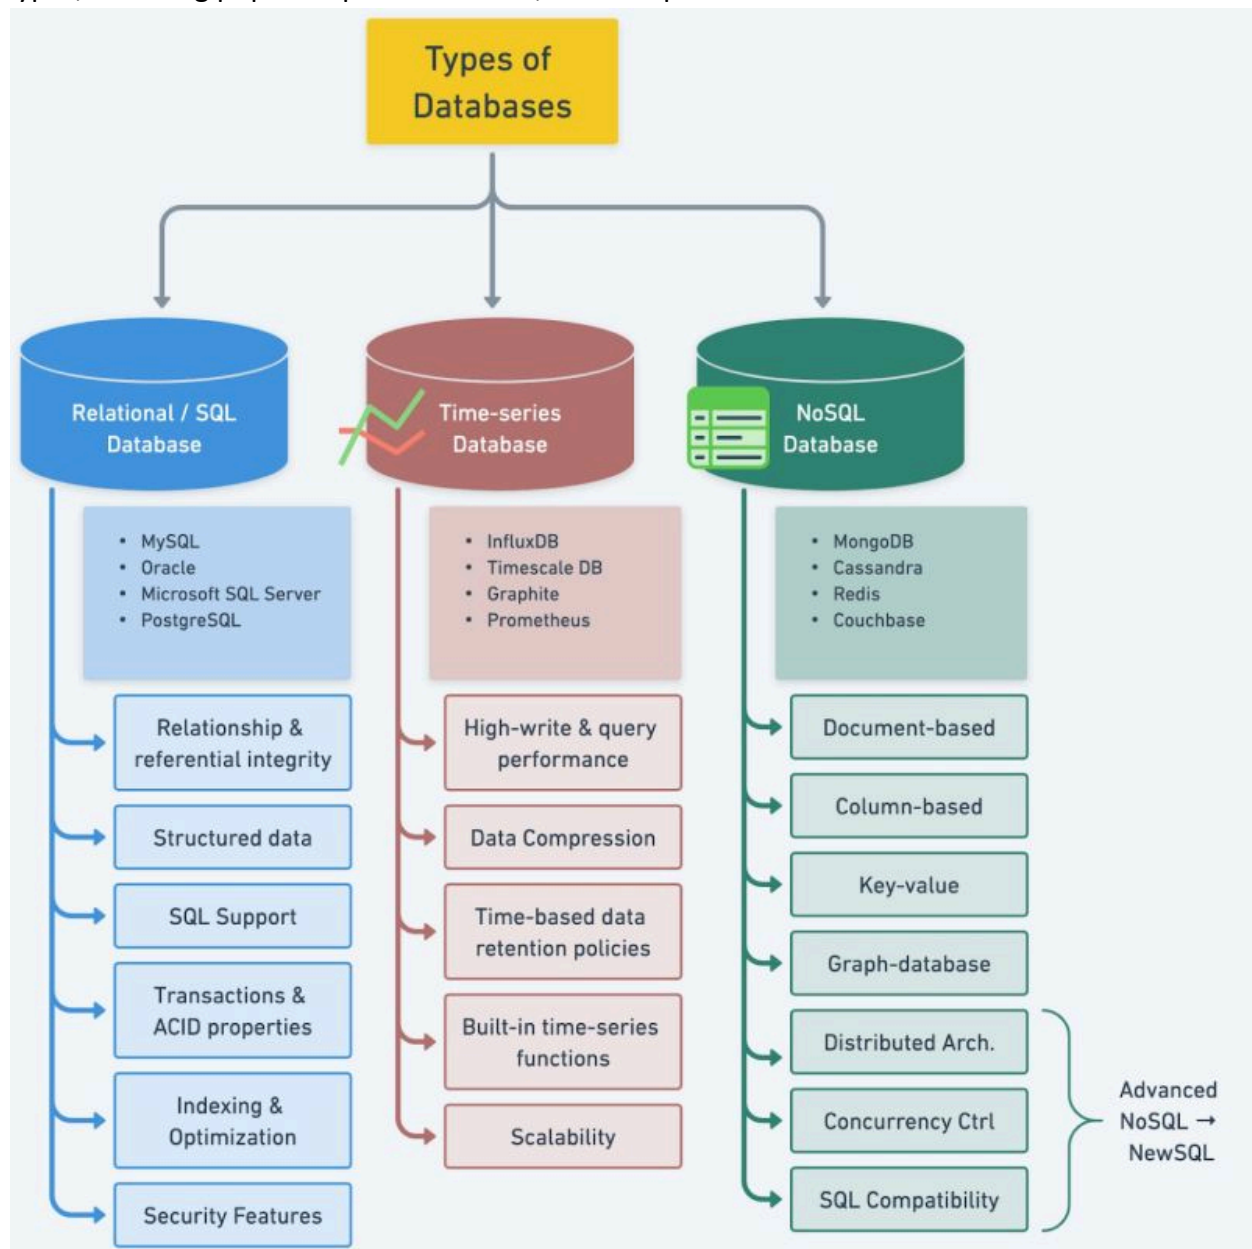 Types of
Databases
Relational / SQL
Database
Time-series
Database
NoSQL
Database
• MySQL
• Oracle
• Microsoft SQL Server
• PostgreSQL
• InfluxDB
• Timescale DB
• Graphite
• Prometheus
• MongoDB
• Cassandra
• Redis
• Couchbase
Relationship &
referential integrity
Structured data
SQL Support
Transactions &
ACID properties
Indexing &
Optimization
Security Features
High-write & query
performance
Data Compression
Time-based data
retention policies
Built-in time-series
functions
Scalability
Document-based
Column-based
Key-value
Graph-database
Distributed Arch.
Concurrency Ctrl
SQL Compatibility
Advanced
NoSQL →
NewSQL